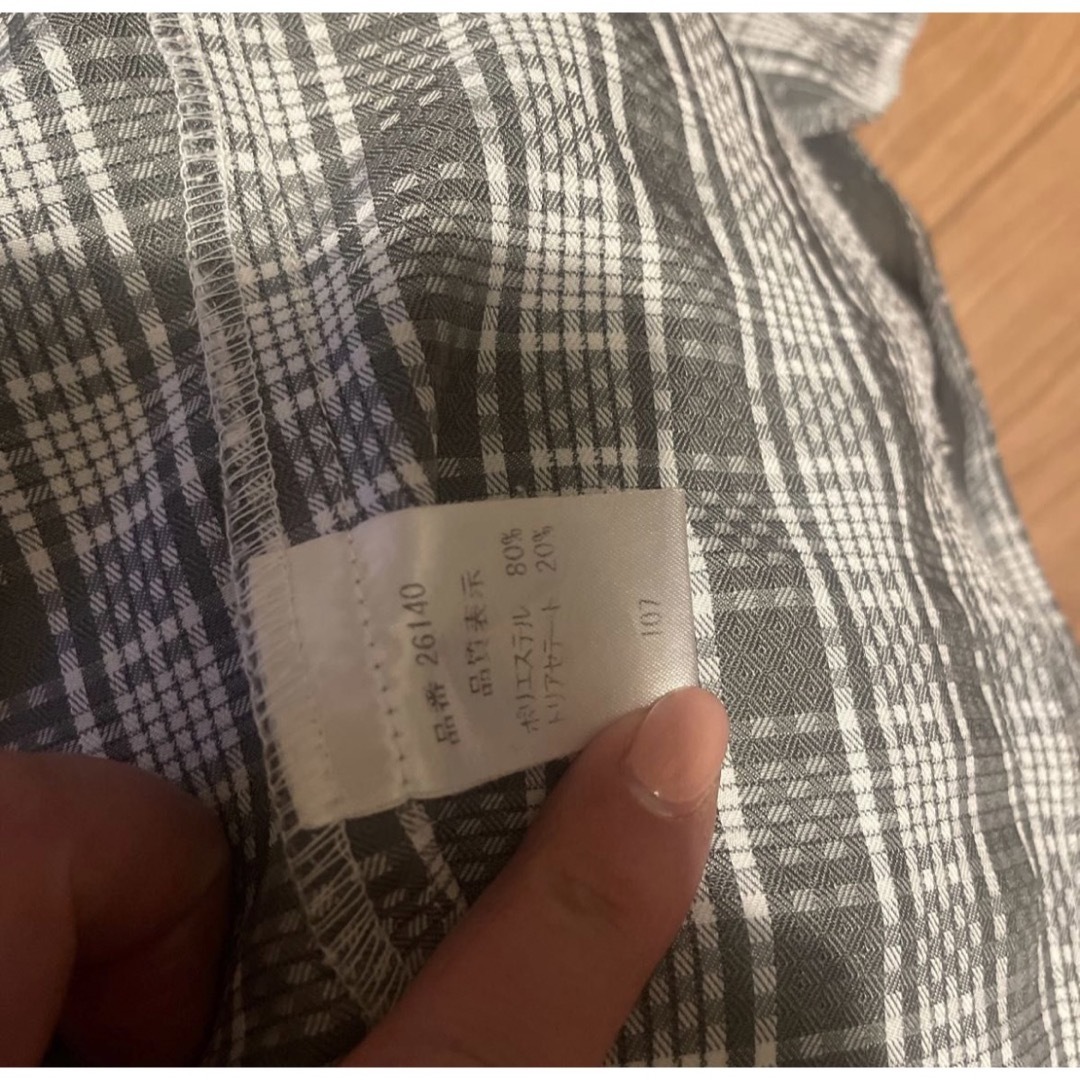 品番 26140
品質表示
ポリエステル 80%
トリアセテート 20%
107